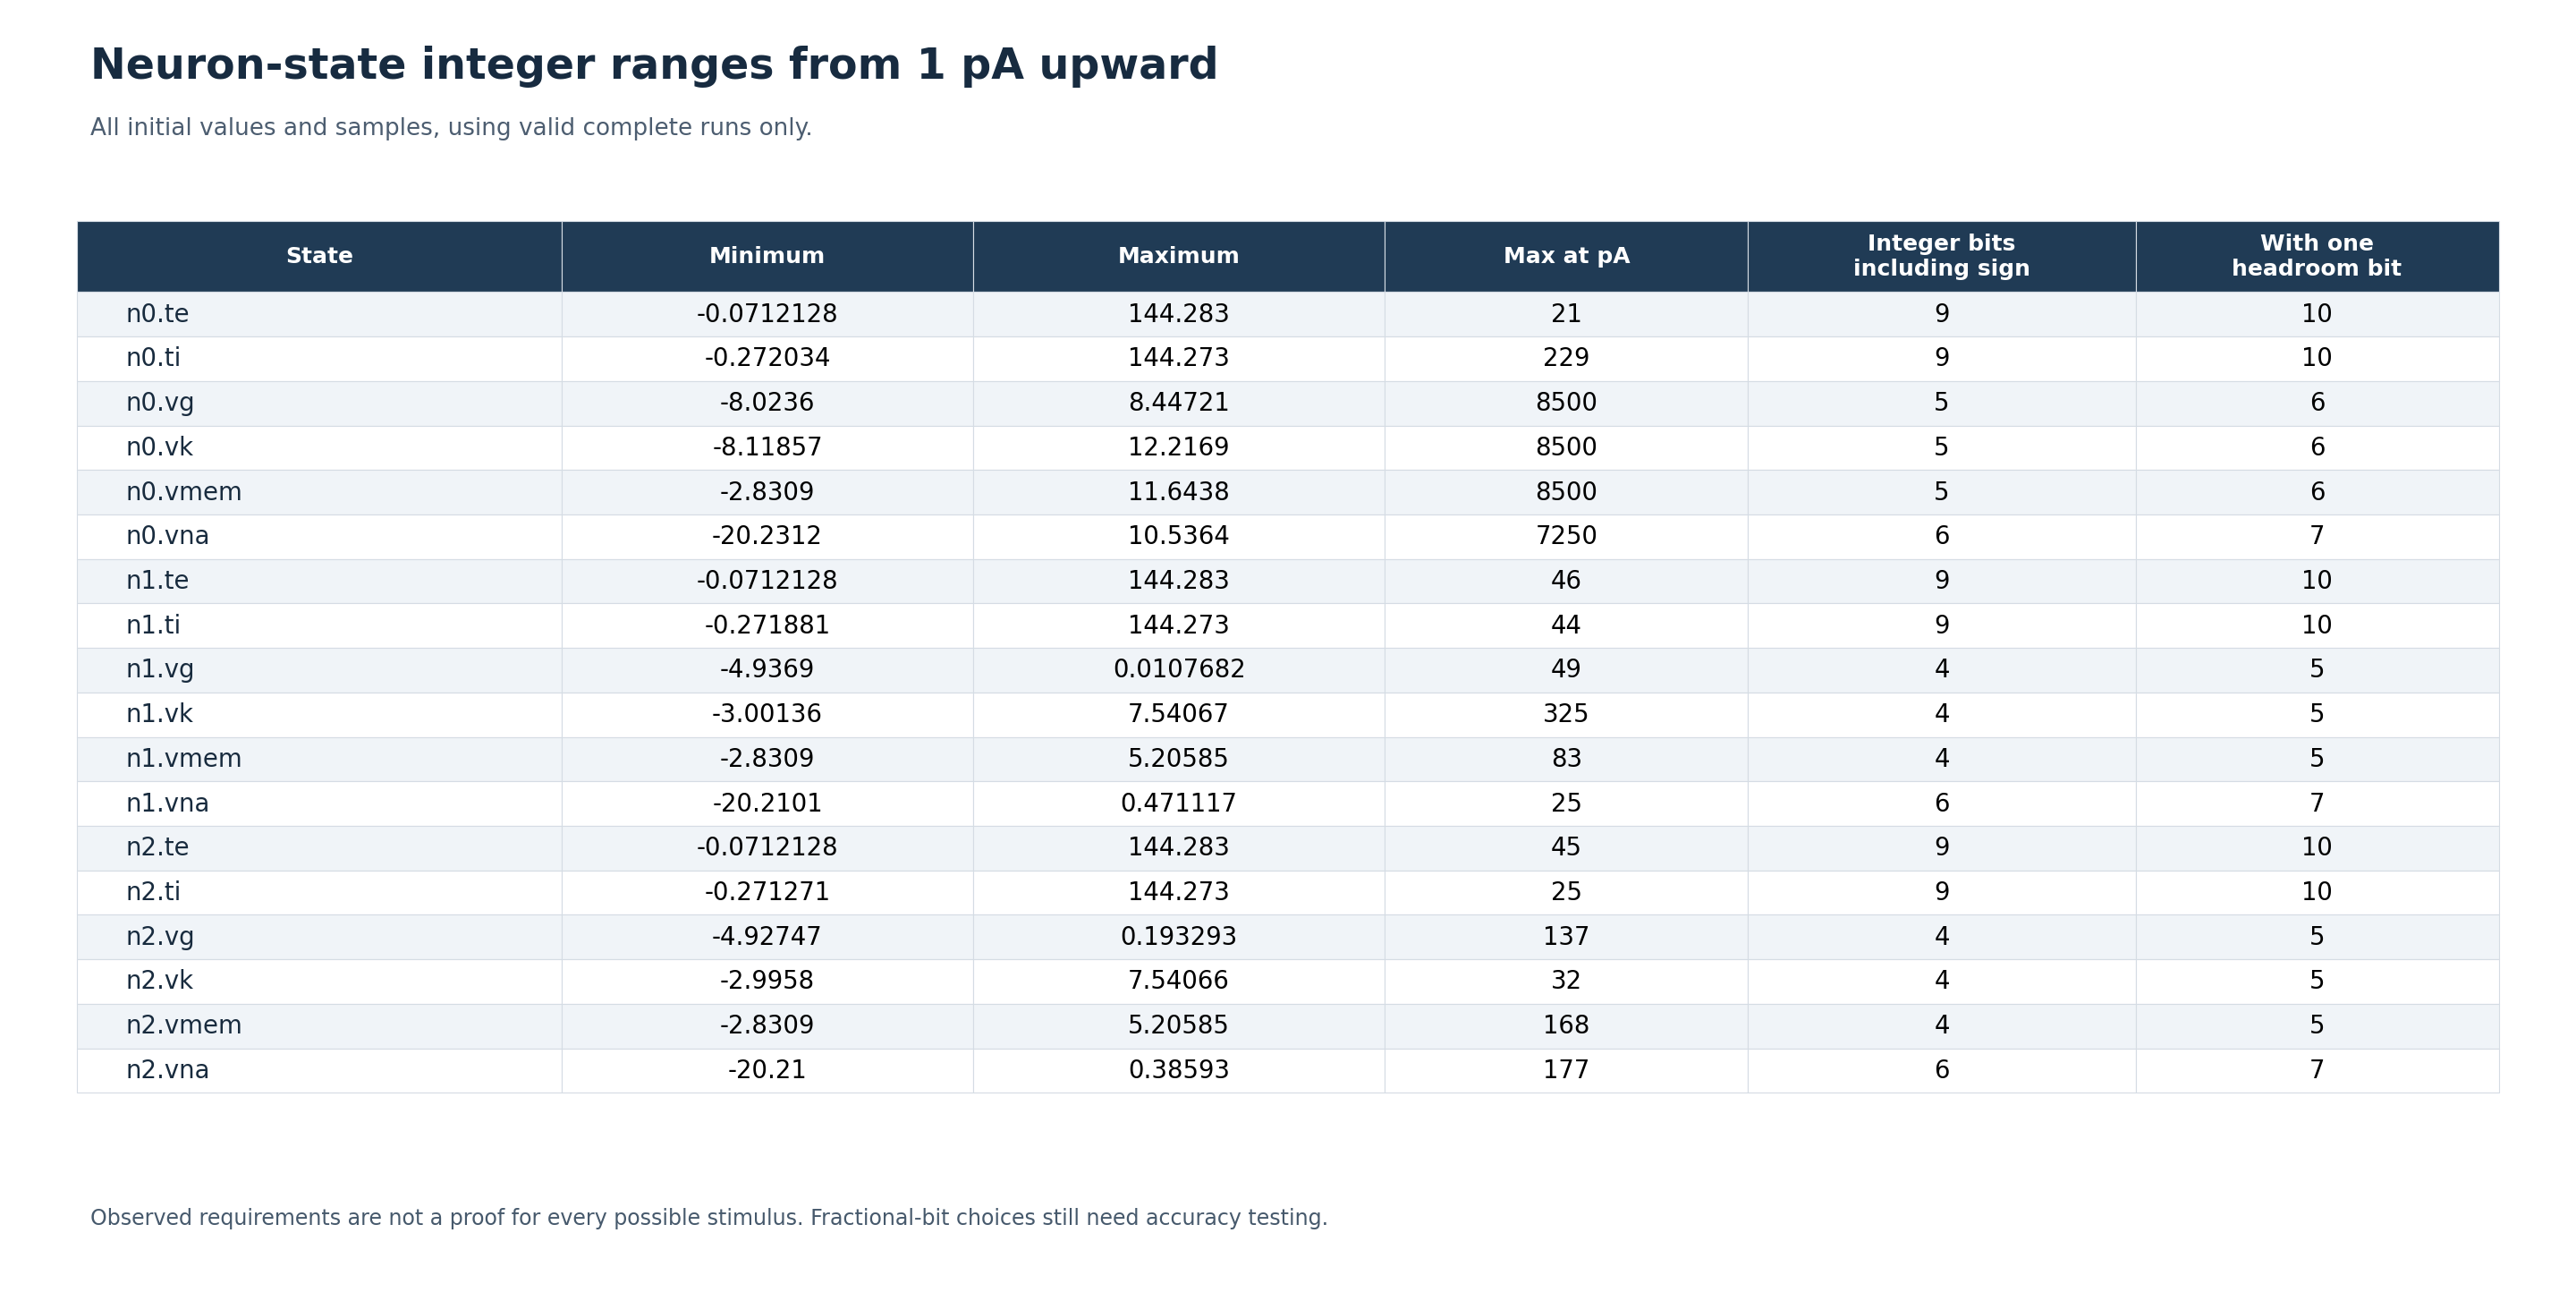 Neuron-state integer ranges from 1 pA upward
All initial values and samples, using valid complete runs only.
State Minimum Maximum Max at pA Integer bits including sign With one headroom bit
n0.te -0.0712128 144.283 21 9 10
n0.ti -0.272034 144.273 229 9 10
n0.vg -8.0236 8.44721 8500 5 6
n0.vk -8.11857 12.2169 8500 5 6
n0.vmem -2.8309 11.6438 8500 5 6
n0.vna -20.2312 10.5364 7250 6 7
n1.te -0.0712128 144.283 46 9 10
n1.ti -0.271881 144.273 44 9 10
n1.vg -4.9369 0.0107682 49 4 5
n1.vk -3.00136 7.54067 325 4 5
n1.vmem -2.8309 5.20585 83 4 5
n1.vna -20.2101 0.471117 25 6 7
n2.te -0.0712128 144.283 45 9 10
n2.ti -0.271271 144.273 25 9 10
n2.vg -4.92747 0.193293 137 4 5
n2.vk -2.9958 7.54066 32 4 5
n2.vmem -2.8309 5.20585 168 4 5
n2.vna -20.21 0.38593 177 6 7
Observed requirements are not a proof for every possible stimulus. Fractional-bit choices still need accuracy testing.